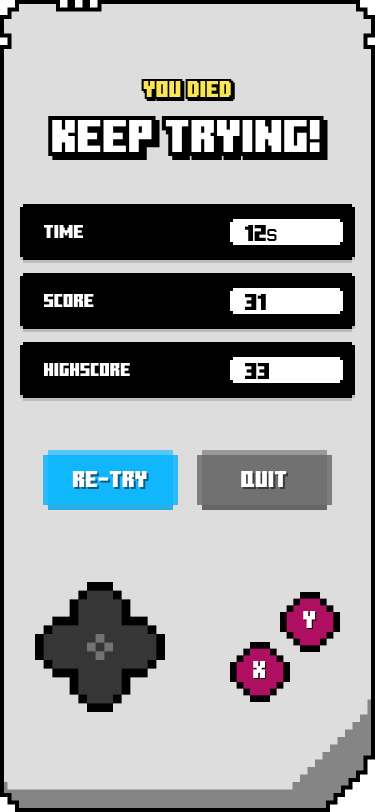 YOU DIED
KEEP TRYING!
TIME 12s
SCORE 31
HIGHSCORE 33
RE-TRY QUIT
Y
X